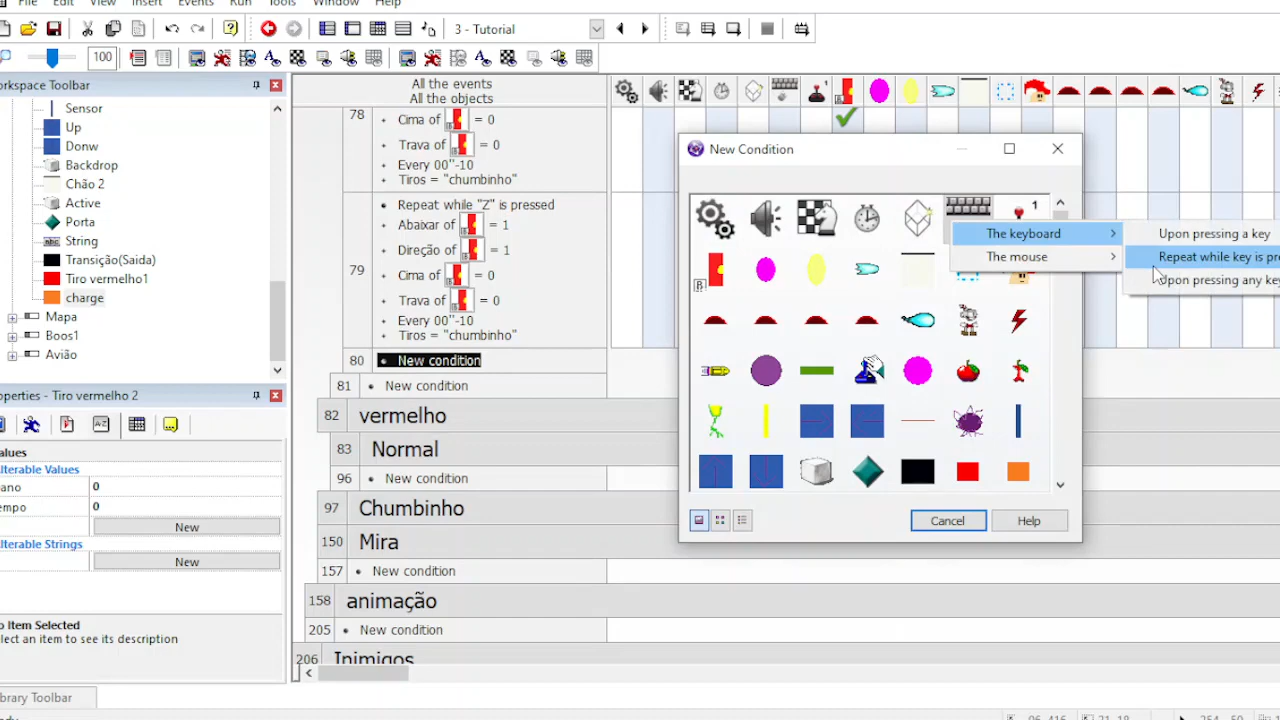 File Edit View Insert Events Run Tools Window Help
3 - Tutorial
100
orkspace Toolbar
Sensor
Up
Donw
Backdrop
Chão 2
Active
Porta
String
Transição(Saida)
Tiro vermelho1
charge
Mapa
Boss1
Avião
operties - Tiro vermelho 2
alues
lterable Values
ano 0
empo 0
New
lterable Strings
New
o Item Selected
lect an item to see its description
brary Toolbar
All the events
All the objects
78
Cima of = 0
Trava of = 0
Every 00"-10
Tiros = "chumbinho"
79
Repeat while "Z" is pressed
Abaixar of = 1
Direção of = 1
Cima of = 0
Trava of = 0
Every 00"-10
Tiros = "chumbinho"
80 New condition
81 New condition
82 vermelho
83 Normal
96 New condition
97 Chumbinho
150 Mira
157 New condition
158 animação
205 New condition
206 Inimigos
New Condition
1
The keyboard
The mouse
Upon pressing a key
Repeat while key is pre
Upon pressing any key
Cancel
Help